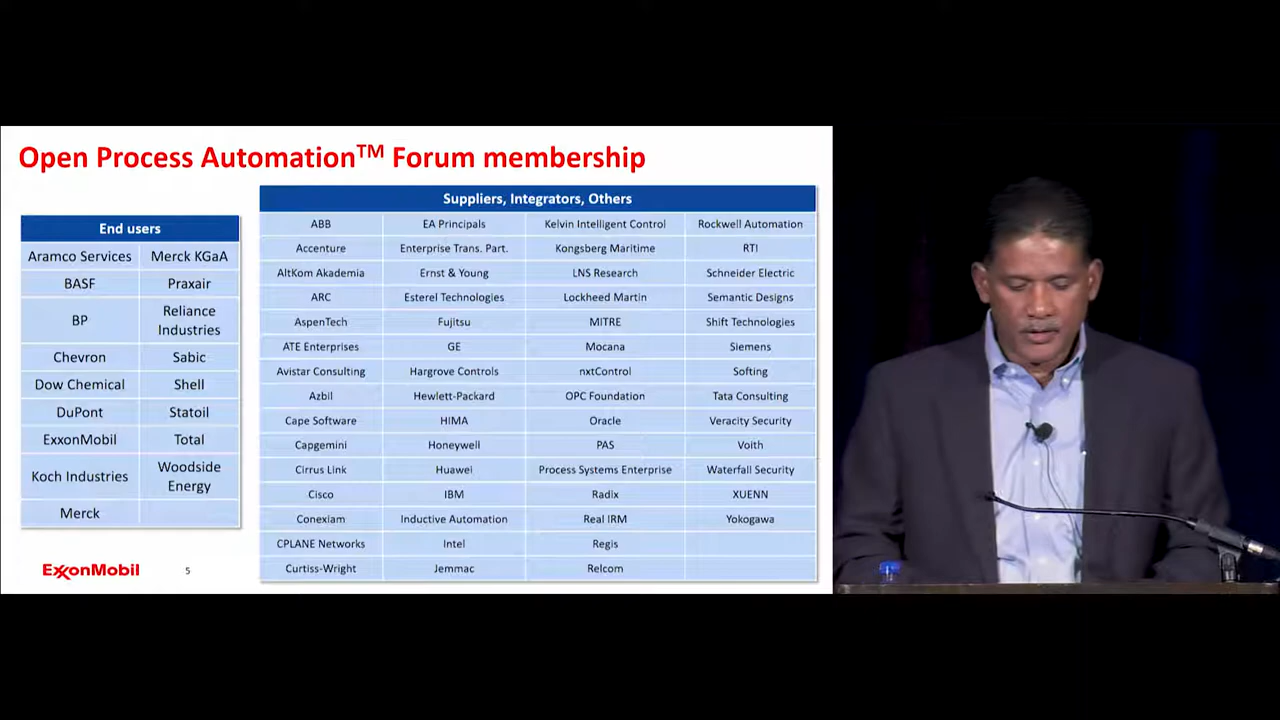 Open Process Automation™ Forum membership
End users
Aramco Services
Merck KGaA
BASF
Praxair
BP
Reliance
Industries
Chevron
Sabic
Dow Chemical
Shell
DuPont
Statoil
ExxonMobil
Total
Koch Industries
Woodside
Energy
Merck
Suppliers, Integrators, Others
ABB
EA Principals
Kelvin Intelligent Control
Rockwell Automation
Accenture
Enterprise Trans. Part.
Kongsberg Maritime
RTI
AltKom Akademia
Ernst & Young
LNS Research
Schneider Electric
ARC
Esterel Technologies
Lockheed Martin
Semantic Designs
AspenTech
Fujitsu
MITRE
Shift Technologies
ATE Enterprises
GE
Mocana
Siemens
Avistar Consulting
Hargrove Controls
nxtControl
Softing
Azbil
Hewlett-Packard
OPC Foundation
Tata Consulting
Cape Software
HIMA
Oracle
Veracity Security
Capgemini
Honeywell
PAS
Voith
Cirrus Link
Huawei
Process Systems Enterprise
Waterfall Security
Cisco
IBM
Radix
XUENN
Conexiam
Inductive Automation
Real IRM
Yokogawa
CPLANE Networks
Intel
Regis
Curtiss-Wright
Jemmac
Relcom
ExxonMobil
5